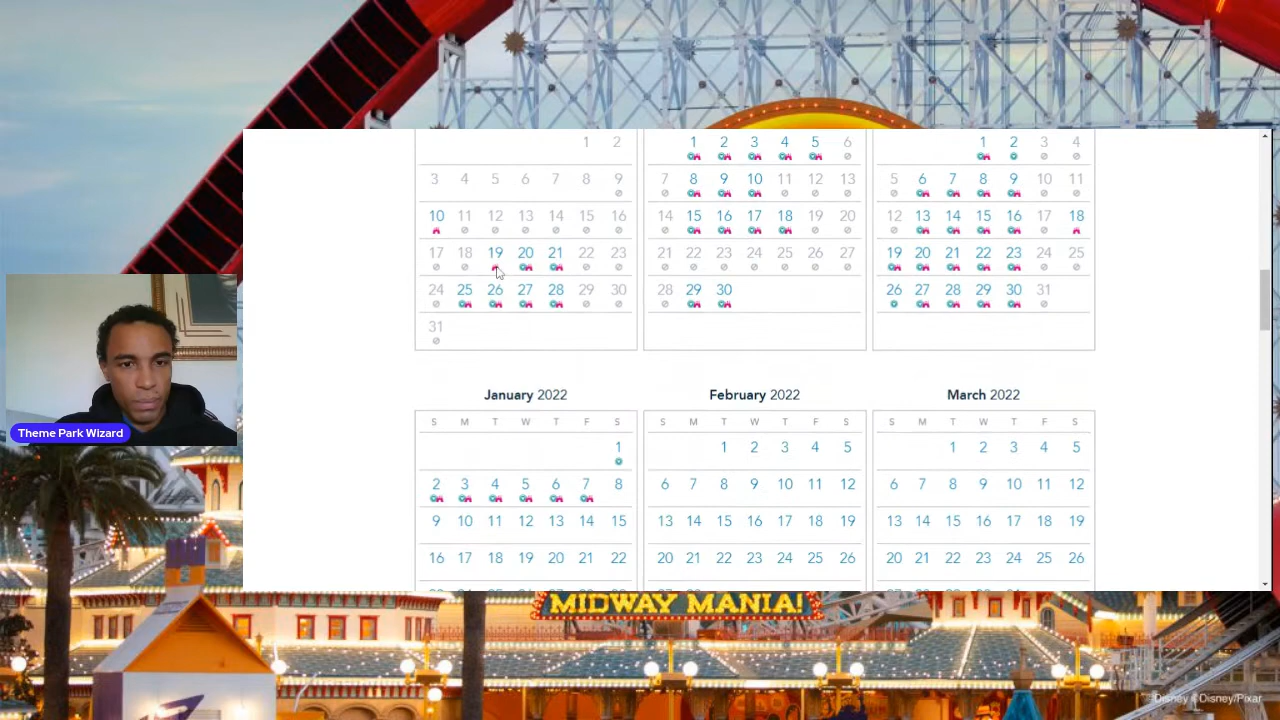 1 2
1 2 3 4 5 6
1 2 3 4
3 4 5 6 7 8 9
7 8 9 10 11 12 13
5 6 7 8 9 10 11
10 11 12 13 14 15 16
14 15 16 17 18 19 20
12 13 14 15 16 17 18
17 18 19 20 21 22 23
21 22 23 24 25 26 27
19 20 21 22 23 24 25
24 25 26 27 28 29 30
28 29 30
26 27 28 29 30 31
31
January 2022
S M T W T F S
1
2 3 4 5 6 7 8
9 10 11 12 13 14 15
16 17 18 19 20 21 22
February 2022
S M T W T F S
1 2 3 4 5
6 7 8 9 10 11 12
13 14 15 16 17 18 19
20 21 22 23 24 25 26
March 2022
S M T W T F S
1 2 3 4 5
6 7 8 9 10 11 12
13 14 15 16 17 18 19
20 21 22 23 24 25 26
Theme Park Wizard
MIDWAY MANIA!
Disney ©Disney/Pixar